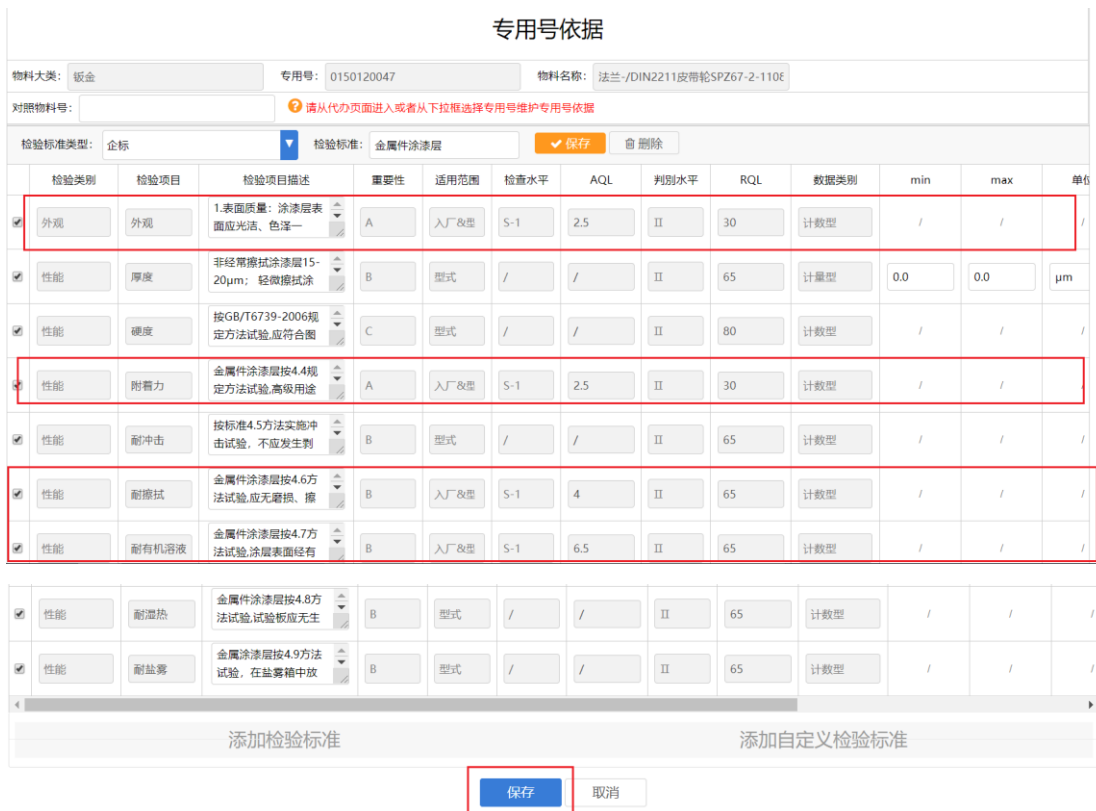 专用号依据
物料大类: 钣金 专用号: 0150120047 物料名称: 法兰-/DIN2211皮带轮SPZ67-2-1108
对照物料号: 请从代办页面进入或者从下拉框选择专用号维护专用号依据
检验标准类型: 企标 检验标准: 金属件涂漆层 保存 删除
检验类别 检验项目 检验项目描述 重要性 适用范围 检查水平 AQL 判别水平 RQL 数据类别 min max 单位
外观 外观 1.表面质量：涂漆层表 A 入厂&型 S-1 2.5 II 30 计数型 / / /
面应光洁、色泽一
性能 厚度 非经常擦拭涂漆层15- B 型式 / / II 65 计量型 0.0 0.0 μm
20μm； 轻微擦拭涂
性能 硬度 按GB/T6739-2006规 C 型式 / / II 80 计数型 / / /
定方法试验,应符合图
性能 附着力 金属件涂漆层按4.4规 A 入厂&型 S-1 2.5 II 30 计数型 / / /
定方法试验,高级用途
性能 耐冲击 按标准4.5方法实施冲 B 型式 / / II 65 计数型 / / /
击试验，不应发生剥
性能 耐擦拭 金属件涂漆层按4.6方 B 入厂&型 S-1 4 II 65 计数型 / / /
法试验,应无磨损、擦
性能 耐有机溶液 金属件涂漆层按4.7方 B 入厂&型 S-1 6.5 II 65 计数型 / / /
法试验,涂层表面经有
性能 耐湿热 金属件涂漆层按4.8方 B 型式 / / II 65 计数型 / / /
法试验,试验板应无生
性能 耐盐雾 金属涂漆层按4.9方法 B 型式 / / II 65 计数型 / / /
试验，在盐雾箱中放
添加检验标准 添加自定义检验标准
保存 取消